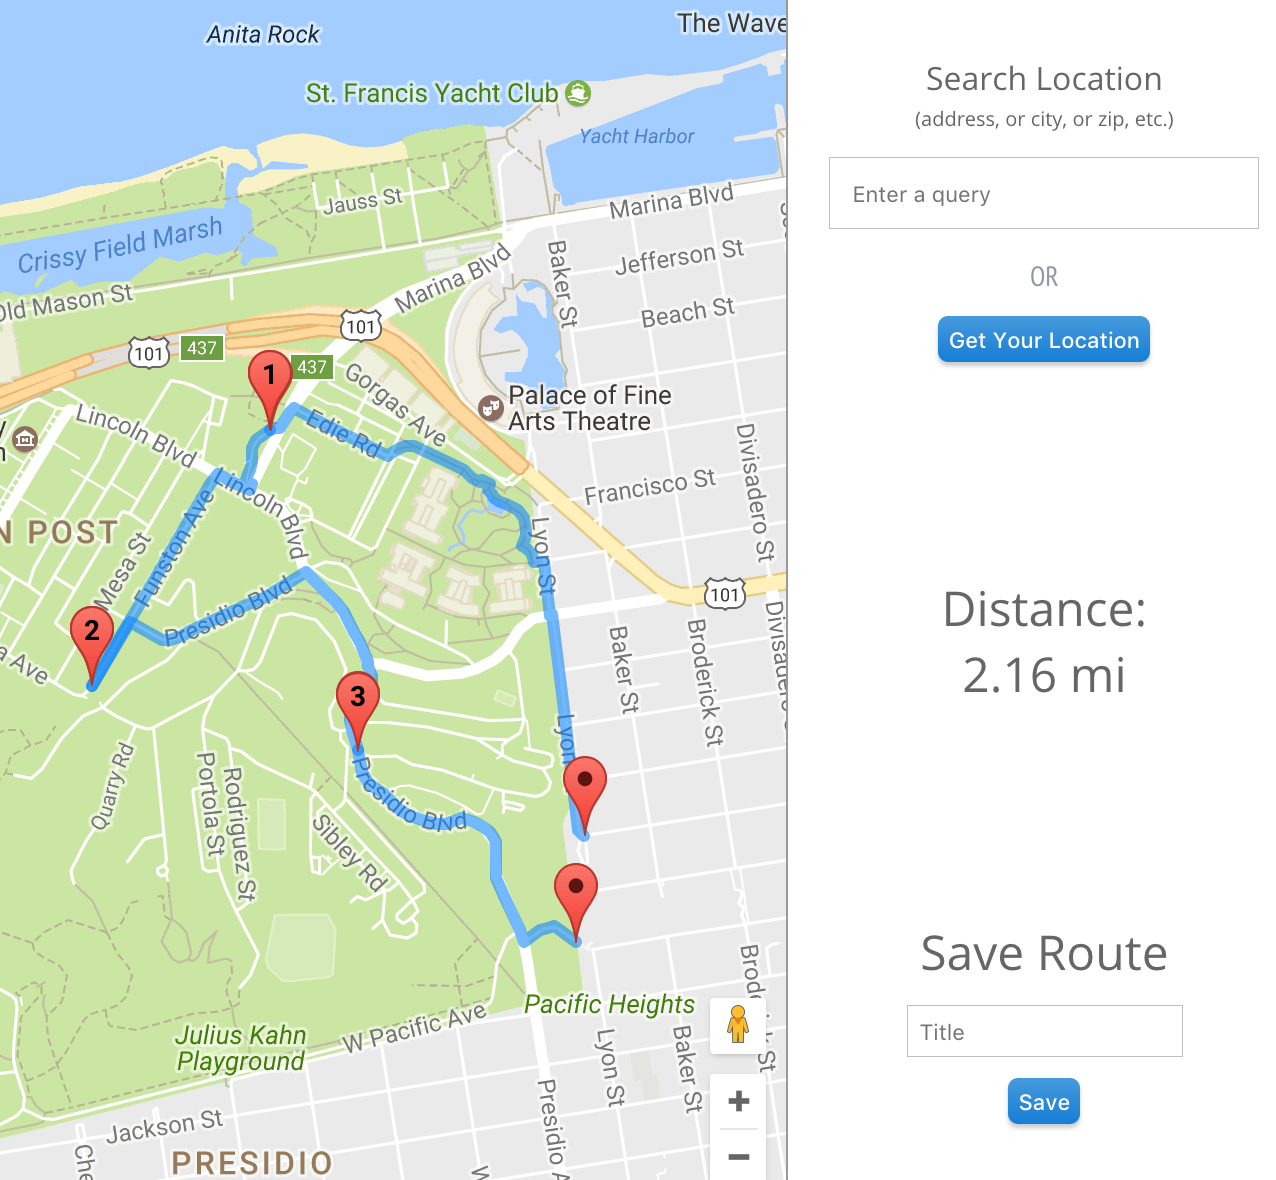 Anita Rock
The Wave
St. Francis Yacht Club
Yacht Harbor
Jauss St
Marina Blvd
Crissy Field Marsh
Jefferson St
Marina Blvd
Baker St
Old Mason St
Beach St
101
101
437
437
1
Gorgas Ave
Palace of Fine
Arts Theatre
Lincoln Blvd
Edie Rd
Divisadero St
Francisco St
Lincoln Blvd
N POST
Funston Ave
Lyon St
Mesa St
101
Presidio Blvd
2
a Ave
Baker St
Broderick St
Divisadero
3
Lyon
Quarry Rd
Portola St
Rodriguez St
Presidio Blvd
Sibley Rd
Pacific Heights
W Pacific Ave
Julius Kahn
Playground
Lyon St
Baker St
Broderick St
Jackson St
Presidio A
Che
W
PRESIDIO
+
−
Search Location
(address, or city, or zip, etc.)
Enter a query
OR
Get Your Location
Distance:
2.16 mi
Save Route
Title
Save